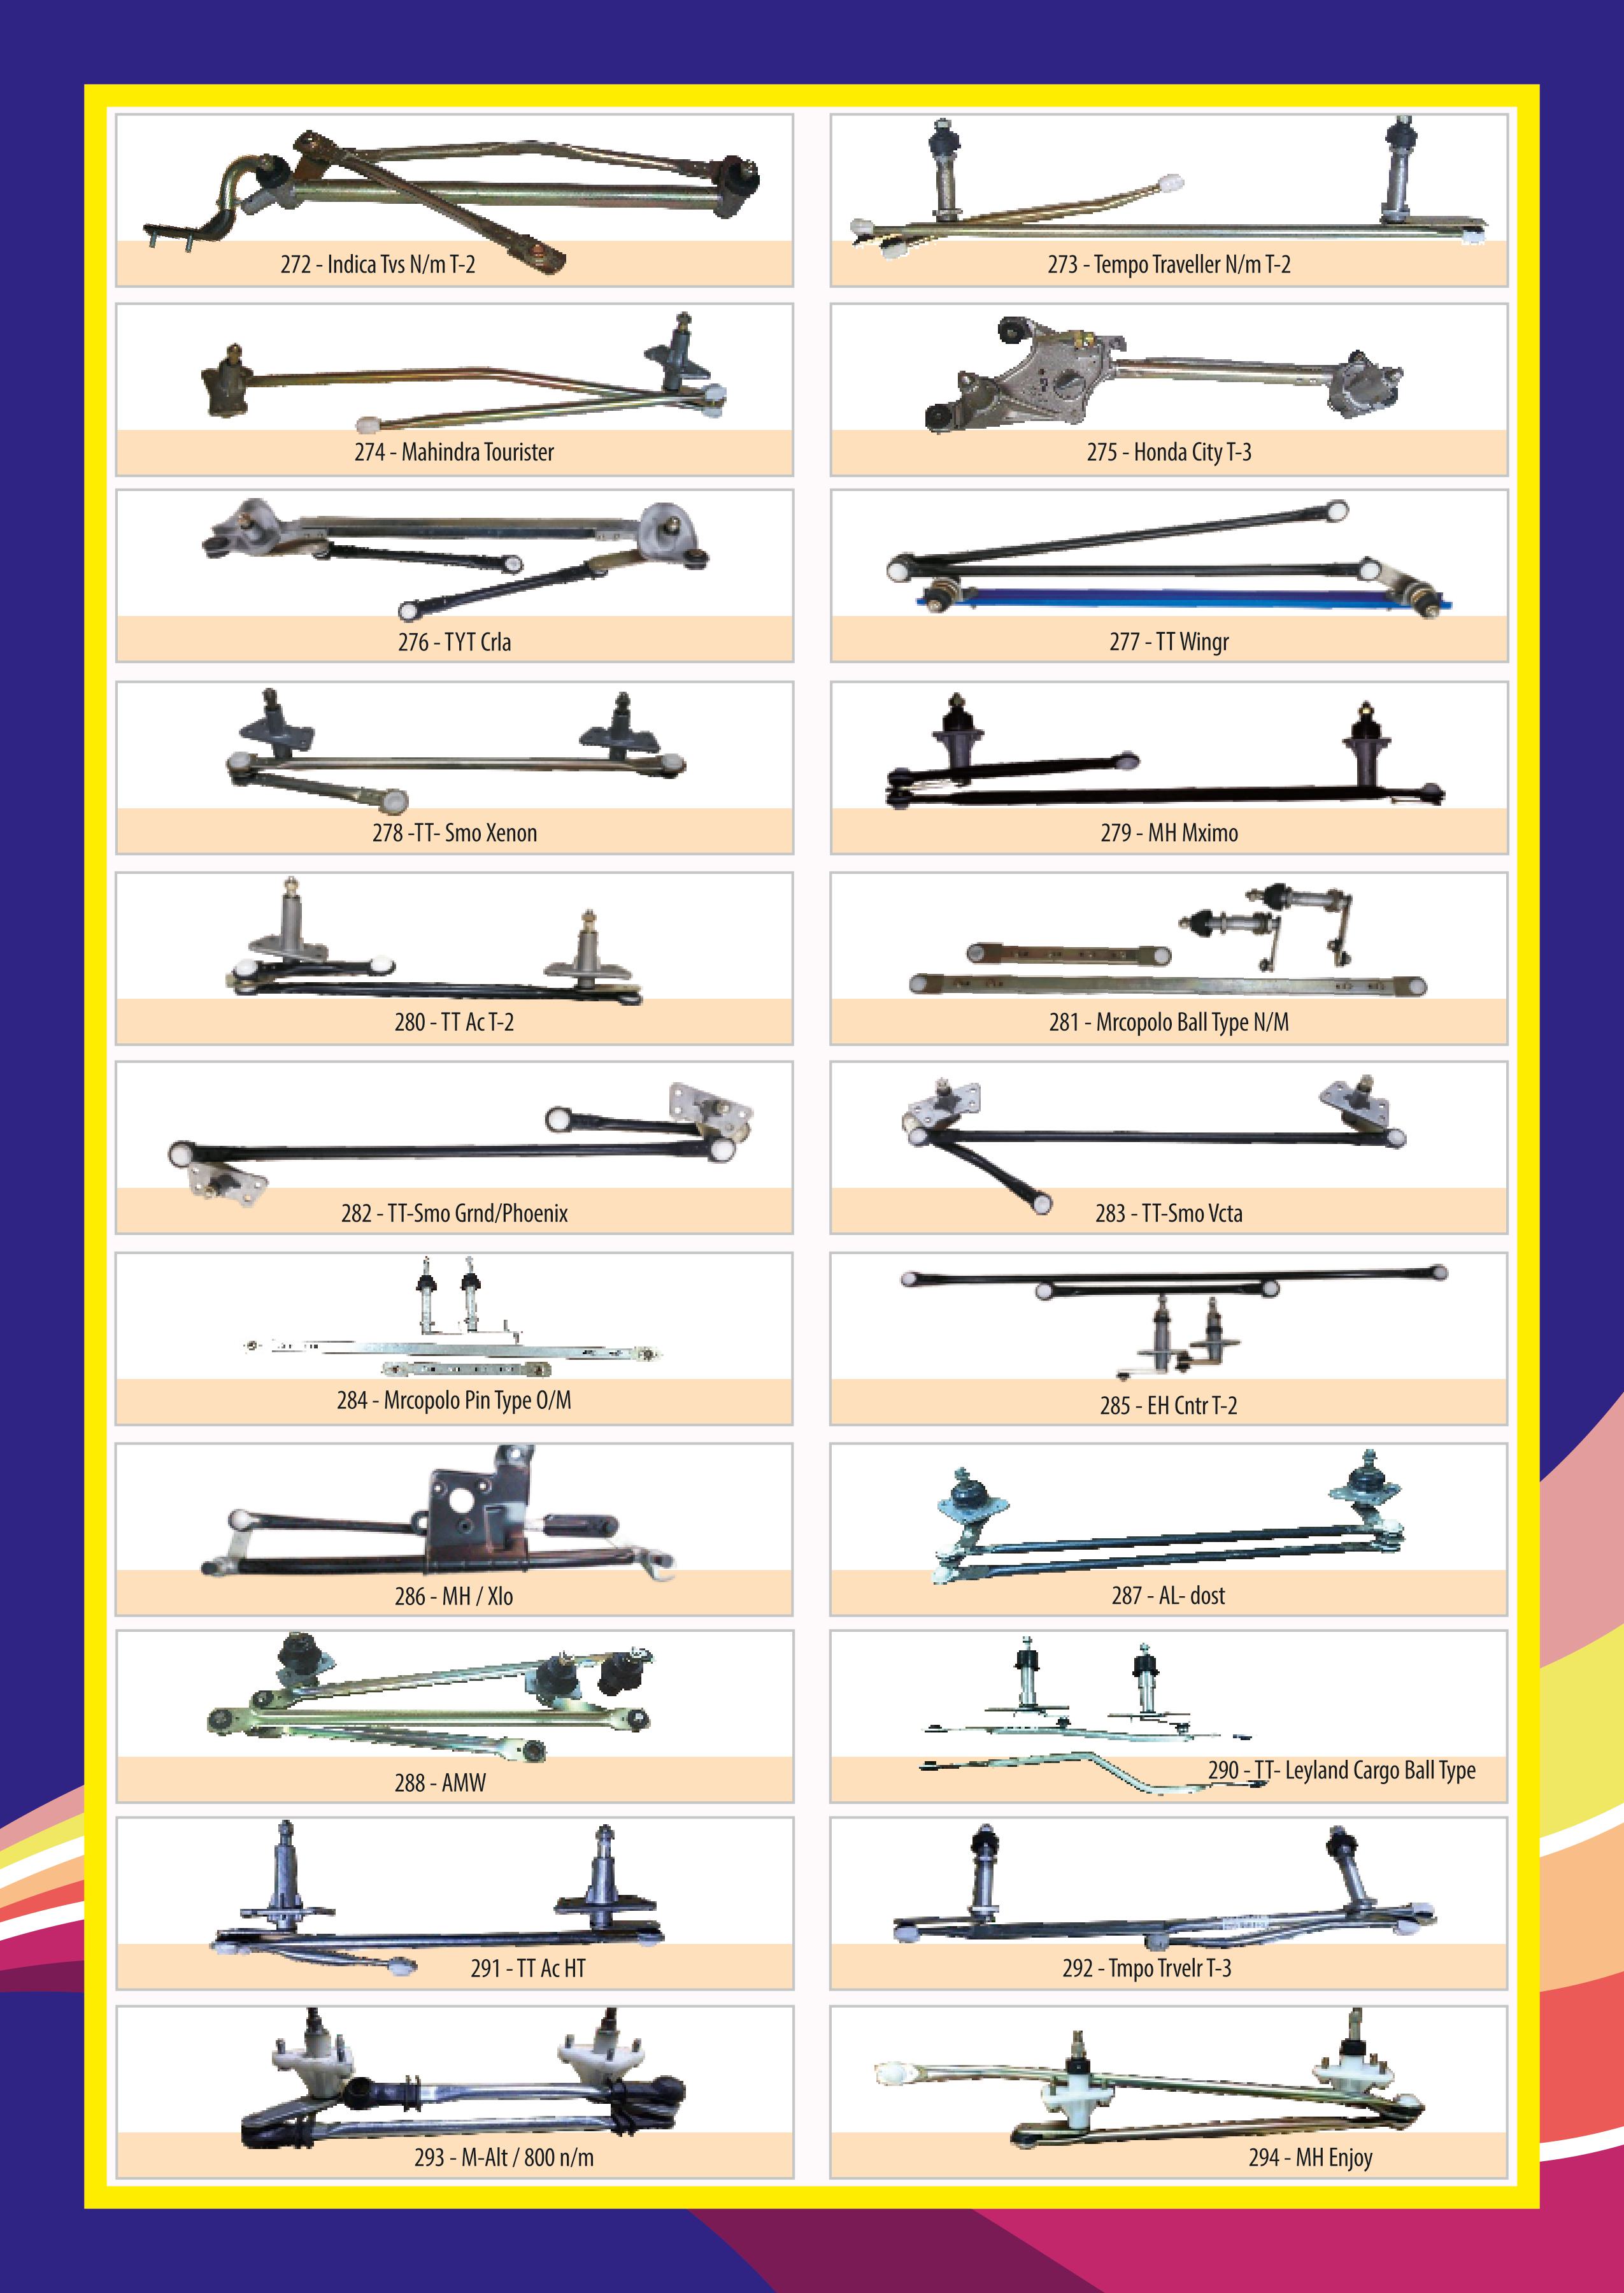 272 - Indica Tvs N/m T-2
273 - Tempo Traveller N/m T-2
274 - Mahindra Tourister
275 - Honda City T-3
276 - TYT Crla
277 - TT Wingr
278 -TT- Smo Xenon
279 - MH Mximo
280 - TT Ac T-2
281 - Mrcopolo Ball Type N/M
282 - TT-Smo Grnd/Phoenix
283 - TT-Smo Vcta
284 - Mrcopolo Pin Type O/M
285 - EH Cntr T-2
286 - MH / Xlo
287 - AL- dost
288 - AMW
290 - TT- Leyland Cargo Ball Type
291 - TT Ac HT
292 - Tmpo Trvelr T-3
293 - M-Alt / 800 n/m
294 - MH Enjoy